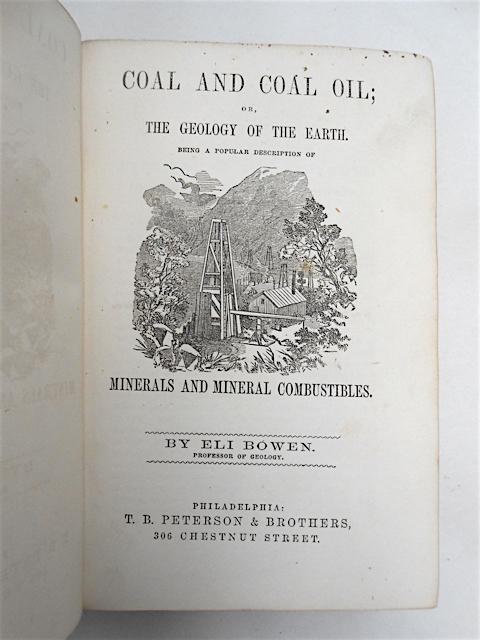 COAL AND COAL OIL;
OR,
THE GEOLOGY OF THE EARTH.
BEING A POPULAR DESCRIPTION OF
MINERALS AND MINERAL COMBUSTIBLES.
BY ELI BOWEN.
PROFESSOR OF GEOLOGY.
PHILADELPHIA:
T. B. PETERSON & BROTHERS,
306 CHESTNUT STREET.